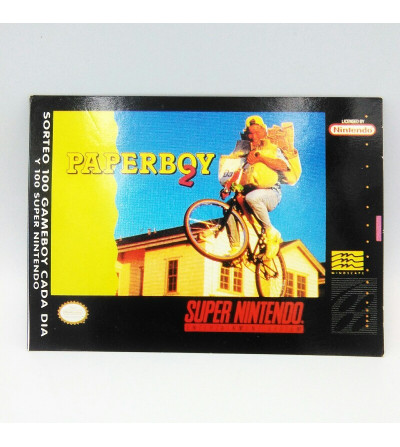 SORTEO 100 GAMEBOY CADA DIA
Y 100 SUPER NINTENDO
PAPERBOY
2
LICENSED BY
Nintendo
MINDSCAPE
SUPER NINTENDO